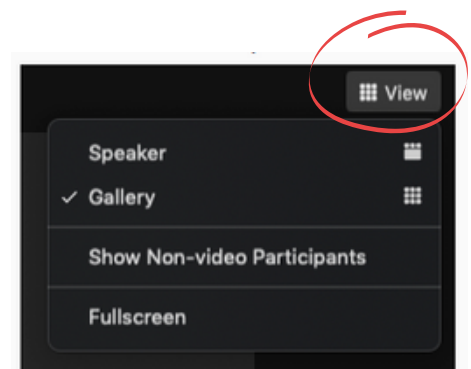 View
Speaker
Gallery
Show Non-video Participants
Fullscreen